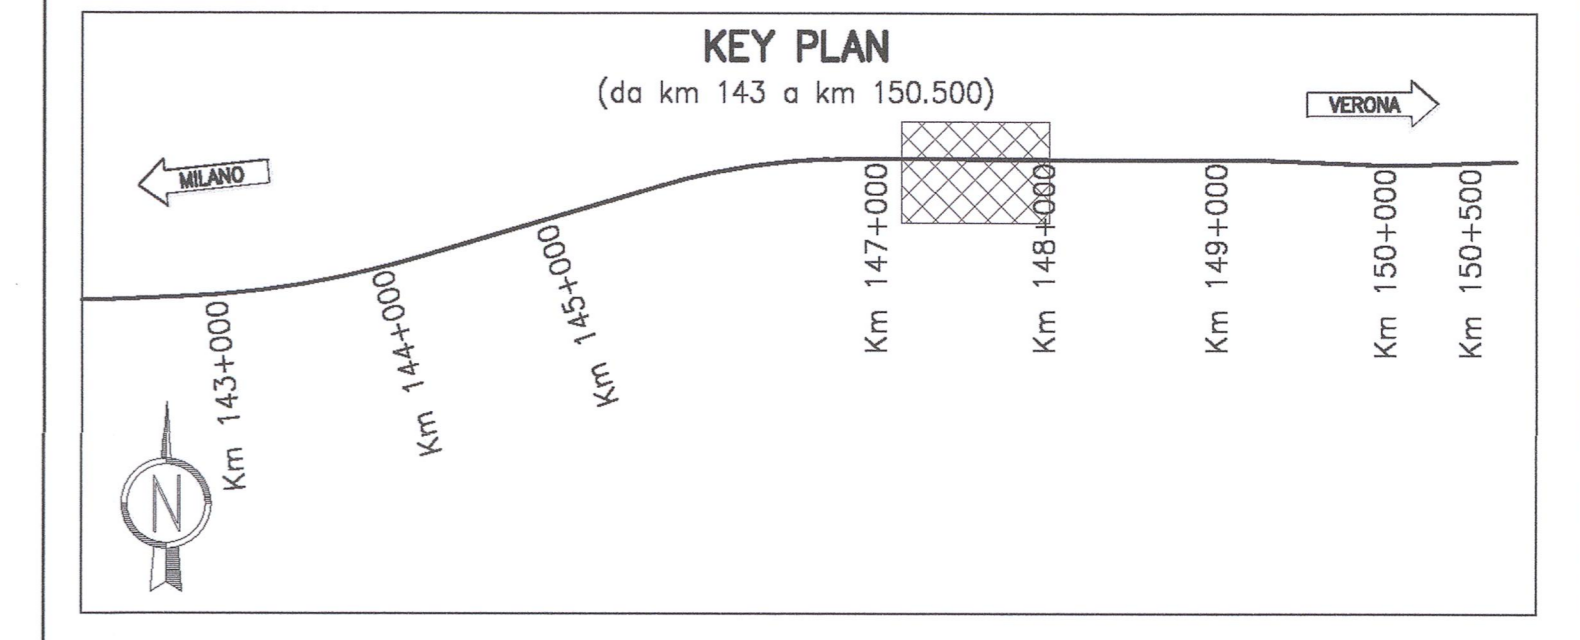 KEY PLAN
(da km 143 a km 150.500)
VERONA
MILANO
Km 143+000
Km 144+000
Km 145+000
Km 147+000
Km 148+000
Km 149+000
Km 150+000
Km 150+500
N